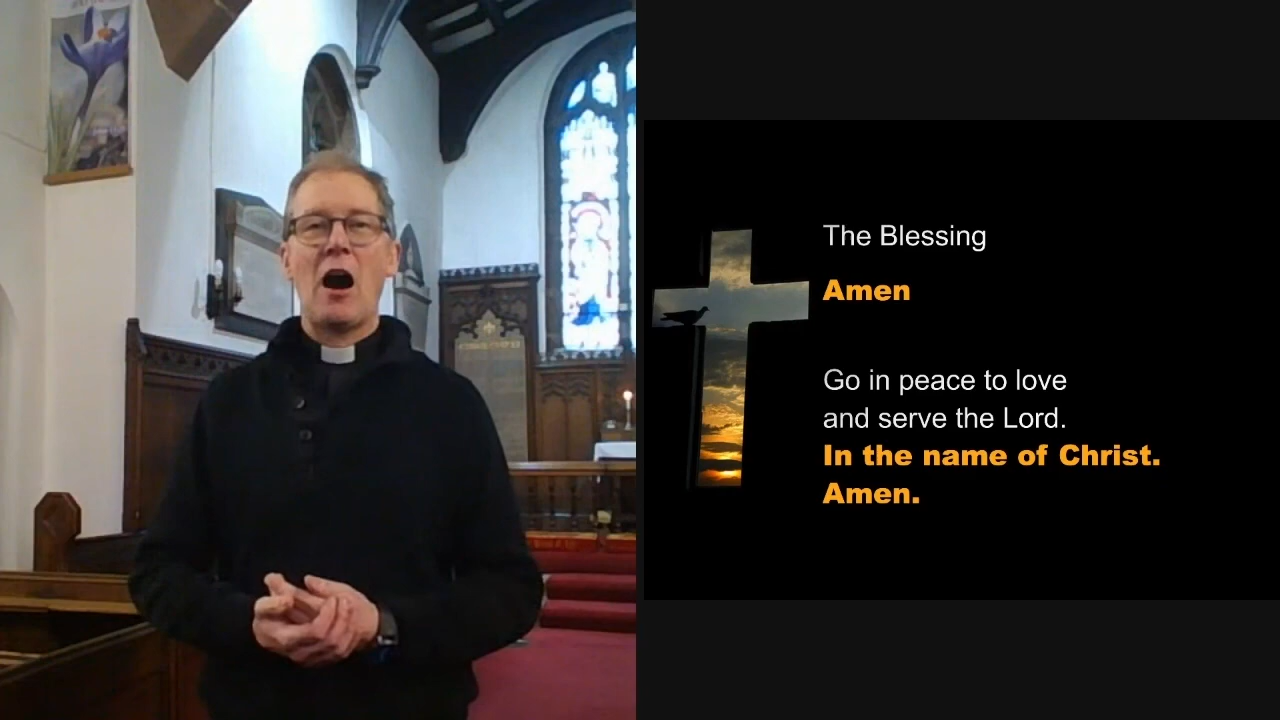 The Blessing
Amen
Go in peace to love
and serve the Lord.
In the name of Christ.
Amen.